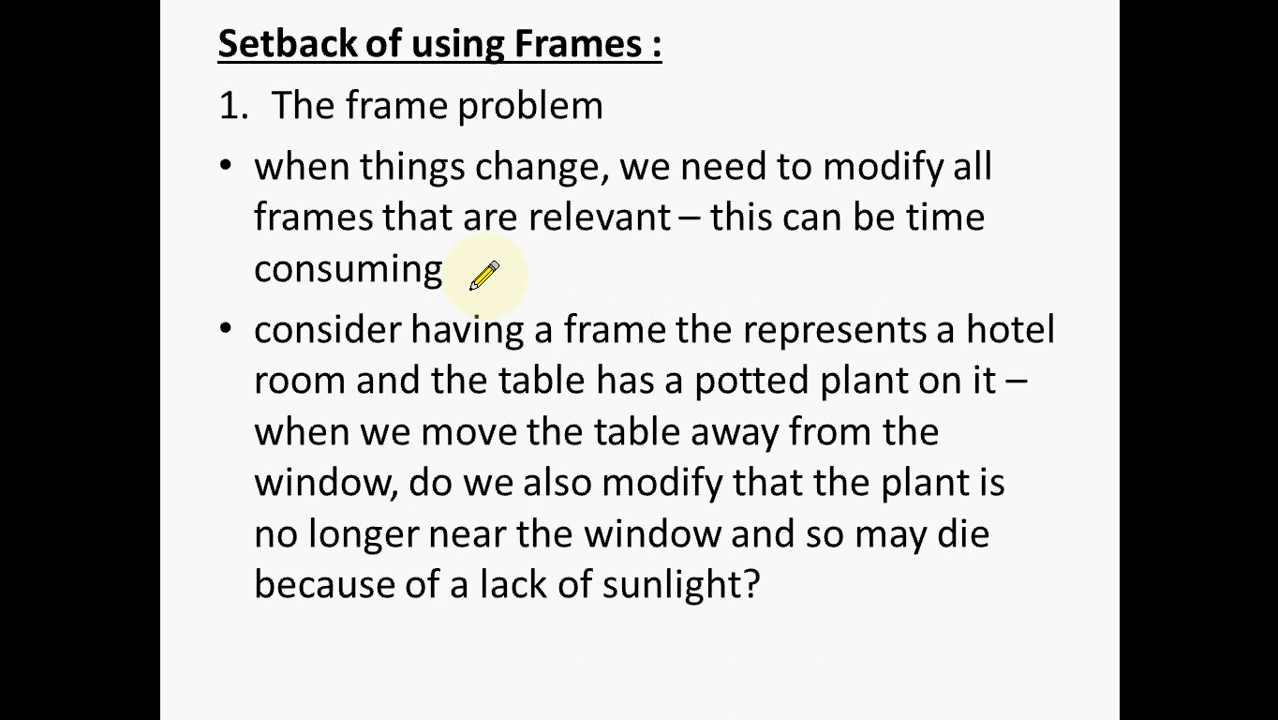 Setback of using Frames :
1. The frame problem
• when things change, we need to modify all
frames that are relevant – this can be time
consuming
• consider having a frame the represents a hotel
room and the table has a potted plant on it –
when we move the table away from the
window, do we also modify that the plant is
no longer near the window and so may die
because of a lack of sunlight?